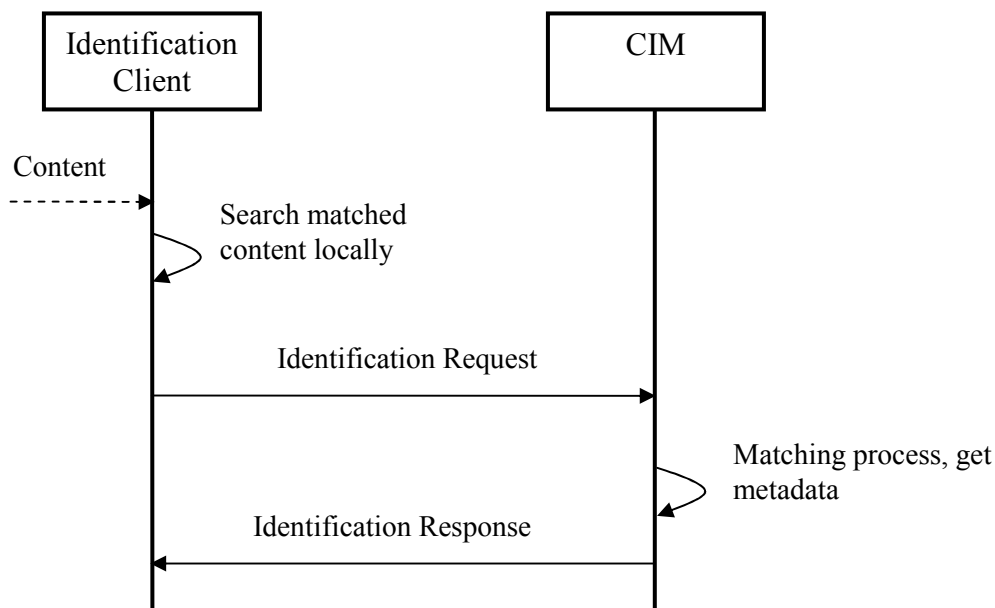 Identification
Client
CIM
Content
Search matched
content locally
Identification Request
Matching process, get
metadata
Identification Response